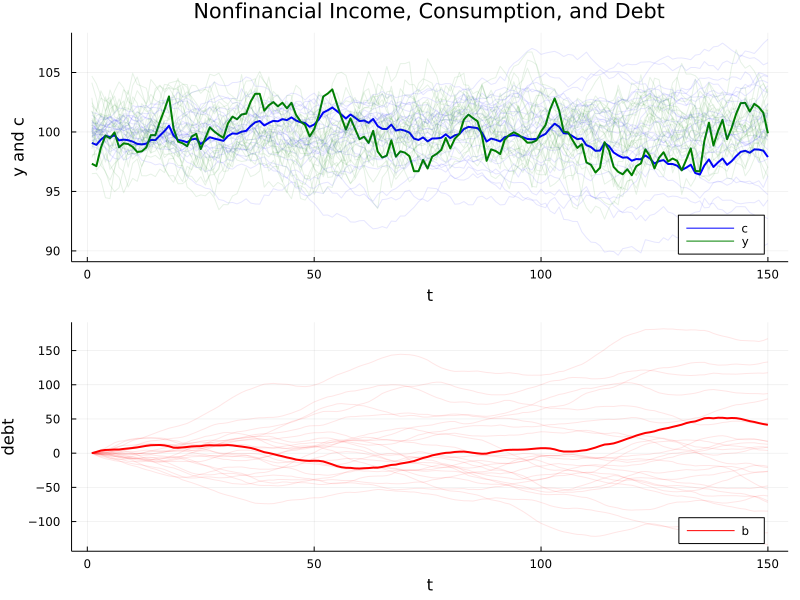 Nonfinancial Income, Consumption, and Debt
y and c
105
100
95
90
c
y
0 50 100 150
t
debt
150
100
50
0
−50
−100
b
0 50 100 150
t